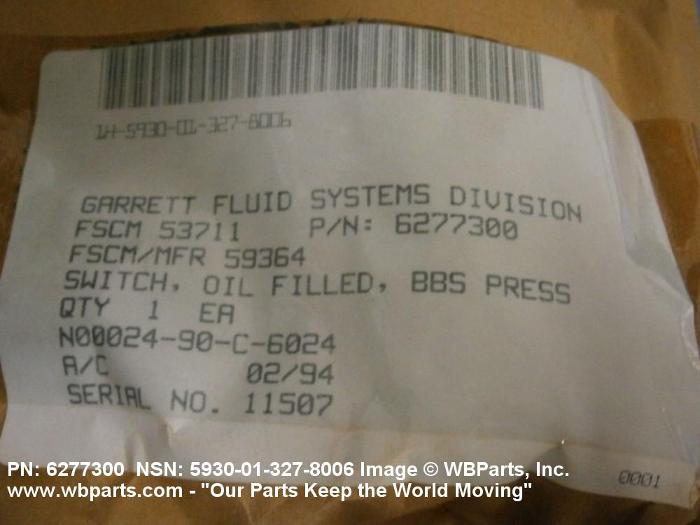 1H-5930-01-327-8006
GARRETT FLUID SYSTEMS DIVISION
FSCM 53711 P/N: 6277300
FSCM/MFR 59364
SWITCH, OIL FILLED, BBS PRESS
QTY 1 EA
N00024-90-C-6024
A/C 02/94
SERIAL NO. 11507
0001
PN: 6277300 NSN: 5930-01-327-8006 Image © WBParts, Inc.
www.wbparts.com - "Our Parts Keep the World Moving"